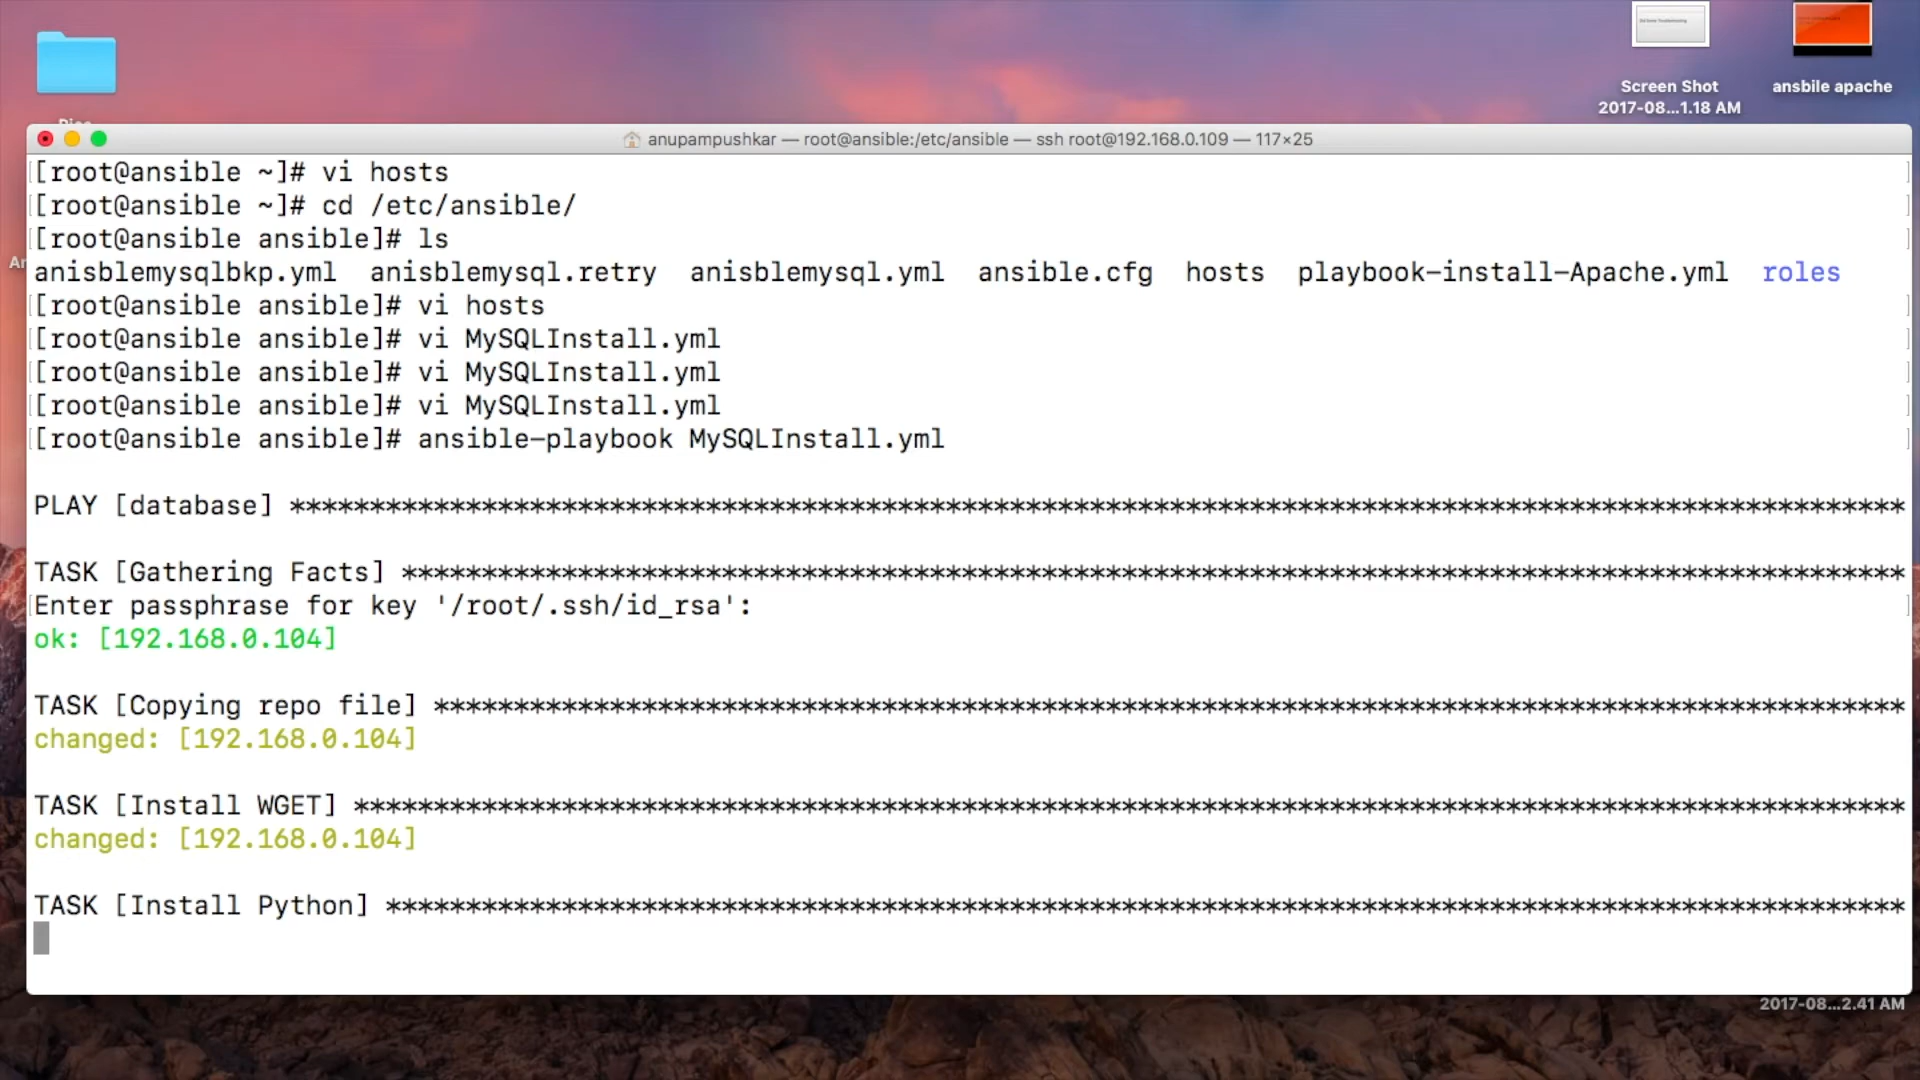 Screen Shot
2017-08...1.18 AM
ansbile apache
anupampushkar — root@ansible:/etc/ansible — ssh root@192.168.0.109 — 117×25
[root@ansible ~]# vi hosts
[root@ansible ~]# cd /etc/ansible/
[root@ansible ansible]# ls
anisblemysqlbkp.yml anisblemysql.retry anisblemysql.yml ansible.cfg hosts playbook-install-Apache.yml roles
[root@ansible ansible]# vi hosts
[root@ansible ansible]# vi MySQLInstall.yml
[root@ansible ansible]# vi MySQLInstall.yml
[root@ansible ansible]# vi MySQLInstall.yml
[root@ansible ansible]# ansible-playbook MySQLInstall.yml
PLAY [database] *****************************************************************************************************
TASK [Gathering Facts] **********************************************************************************************
Enter passphrase for key '/root/.ssh/id_rsa':
ok: [192.168.0.104]
TASK [Copying repo file] ********************************************************************************************
changed: [192.168.0.104]
TASK [Install WGET] *************************************************************************************************
changed: [192.168.0.104]
TASK [Install Python] ***********************************************************************************************
2017-08...2.41 AM